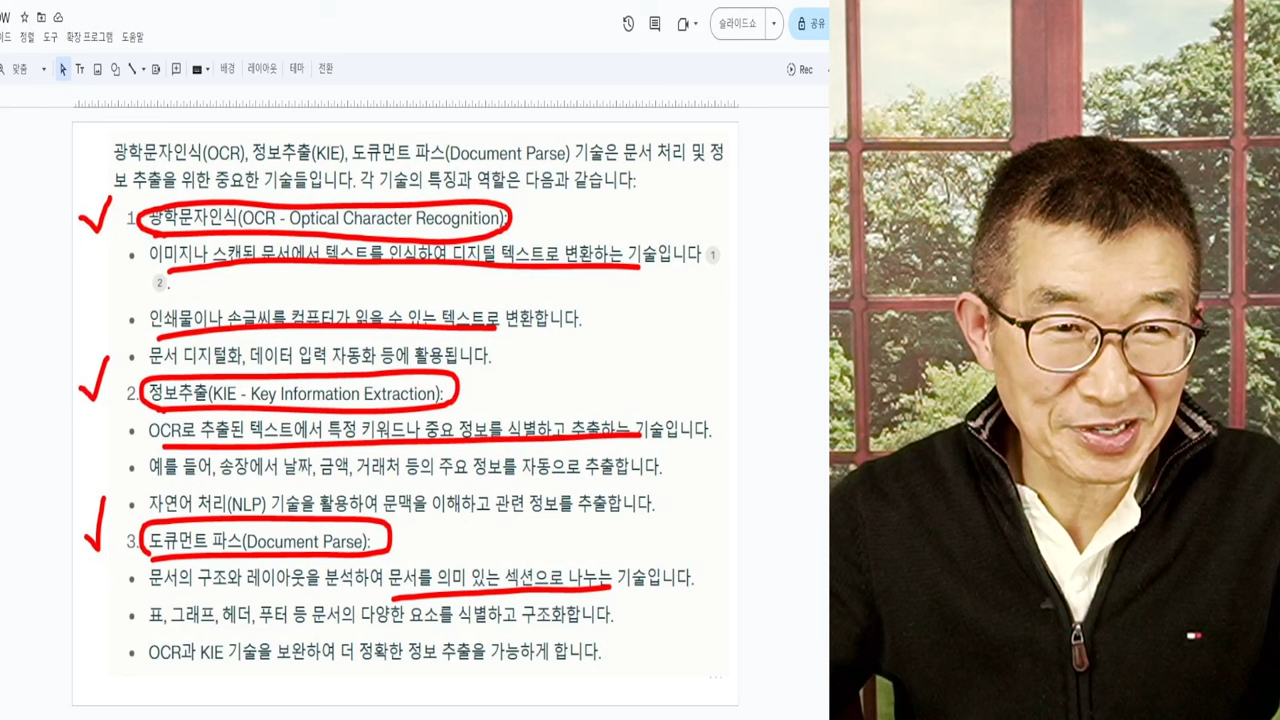 이드 정렬 도구 확장 프로그램 도움말
슬라이드쇼
공유
맞춤
배경 레이아웃 테마 전환
Rec
광학문자인식(OCR), 정보추출(KIE), 도큐먼트 파스(Document Parse) 기술은 문서 처리 및 정
보 추출을 위한 중요한 기술들입니다. 각 기술의 특징과 역할은 다음과 같습니다:
1. 광학문자인식(OCR - Optical Character Recognition):
• 이미지나 스캔된 문서에서 텍스트를 인식하여 디지털 텍스트로 변환하는 기술입니다 1
2 .
• 인쇄물이나 손글씨를 컴퓨터가 읽을 수 있는 텍스트로 변환합니다.
• 문서 디지털화, 데이터 입력 자동화 등에 활용됩니다.
2. 정보추출(KIE - Key Information Extraction):
• OCR로 추출된 텍스트에서 특정 키워드나 중요 정보를 식별하고 추출하는 기술입니다.
• 예를 들어, 송장에서 날짜, 금액, 거래처 등의 주요 정보를 자동으로 추출합니다.
• 자연어 처리(NLP) 기술을 활용하여 문맥을 이해하고 관련 정보를 추출합니다.
3. 도큐먼트 파스(Document Parse):
• 문서의 구조와 레이아웃을 분석하여 문서를 의미 있는 섹션으로 나누는 기술입니다.
• 표, 그래프, 헤더, 푸터 등 문서의 다양한 요소를 식별하고 구조화합니다.
• OCR과 KIE 기술을 보완하여 더 정확한 정보 추출을 가능하게 합니다.